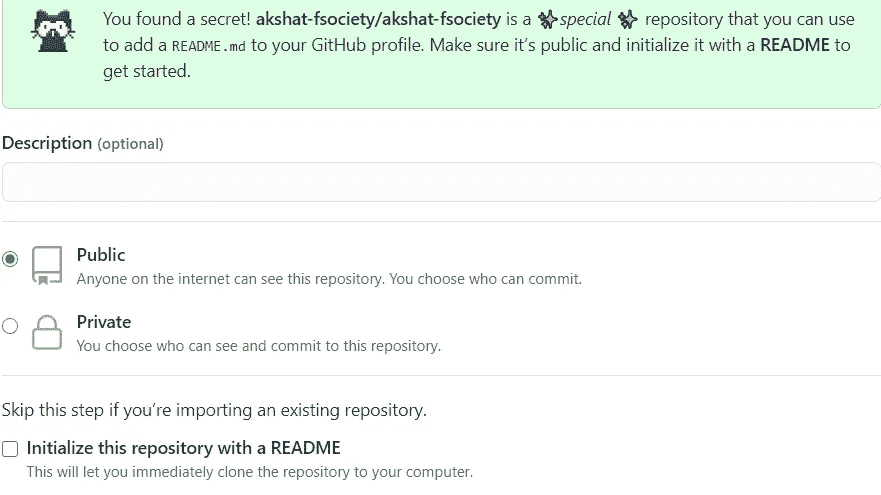 You found a secret! akshat-fsociety/akshat-fsociety is a special repository that you can use
to add a README.md to your GitHub profile. Make sure it's public and initialize it with a README to
get started.
Description (optional)
Public
Anyone on the internet can see this repository. You choose who can commit.
Private
You choose who can see and commit to this repository.
Skip this step if you're importing an existing repository.
Initialize this repository with a README
This will let you immediately clone the repository to your computer.